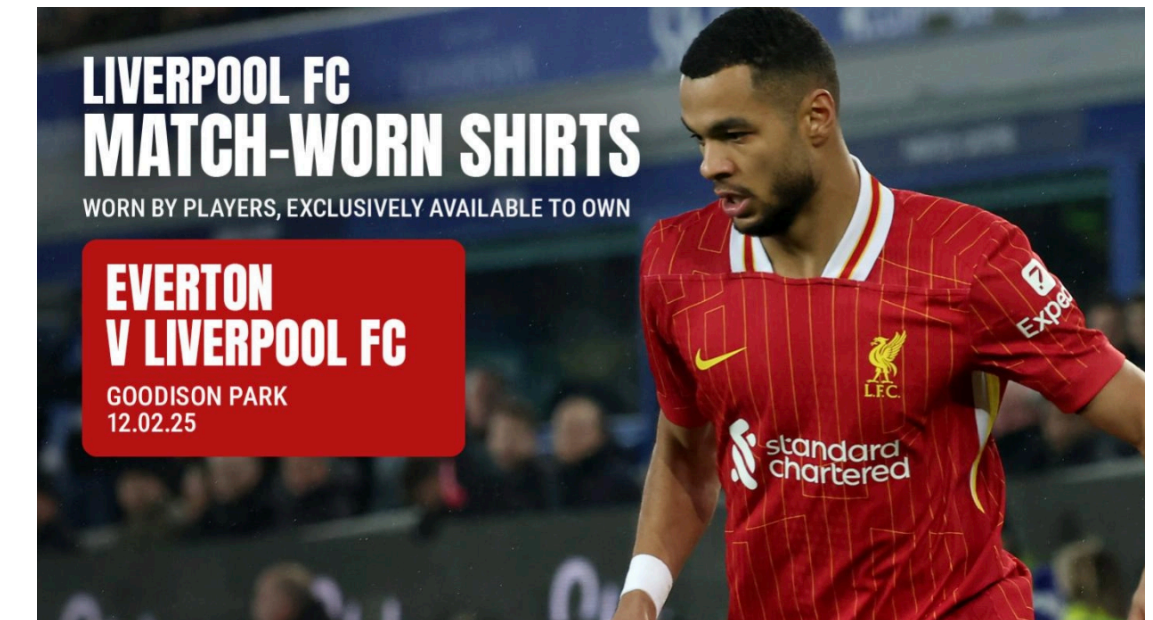 LIVERPOOL FC
MATCH-WORN SHIRTS
WORN BY PLAYERS, EXCLUSIVELY AVAILABLE TO OWN
EVERTON
V LIVERPOOL FC
GOODISON PARK
12.02.25
L.F.C.
standard
chartered